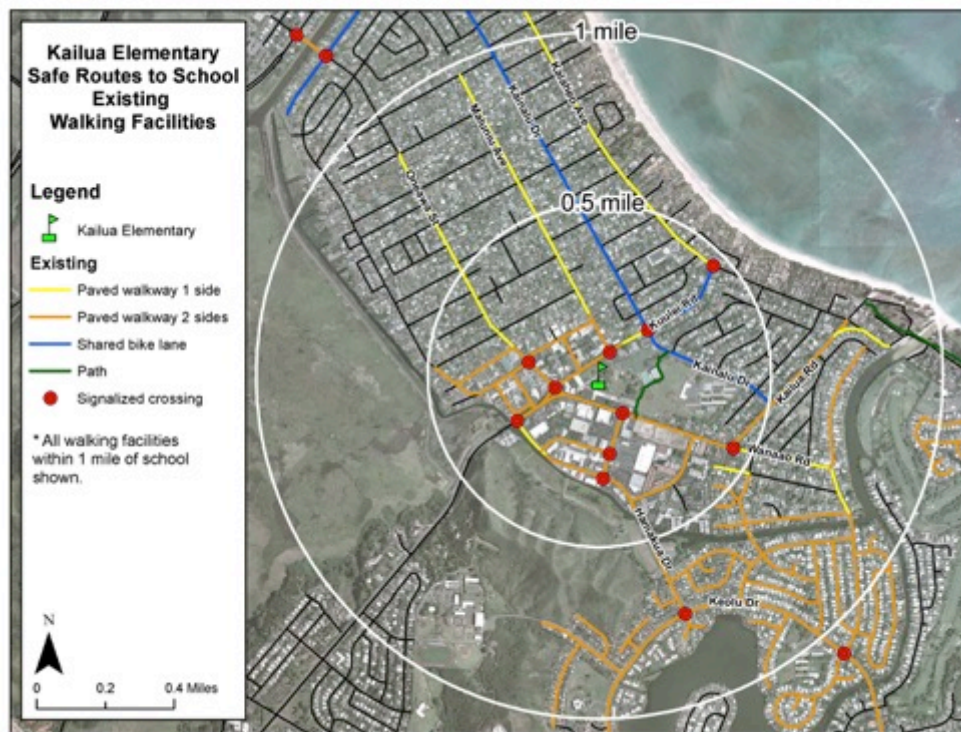 Kailua Elementary
Safe Routes to School
Existing
Walking Facilities
Legend
Kailua Elementary
Existing
Paved walkway 1 side
Paved walkway 2 sides
Shared bike lane
Path
Signalized crossing
* All walking facilities
within 1 mile of school
shown.
N
0 0.2 0.4 Miles
1 mile
0.5 mile
Kainalu Dr
Kuulei Rd
Kainalu Dr
Kailua Rd
Wanaao Rd
Hamakua Dr
Keolu Dr